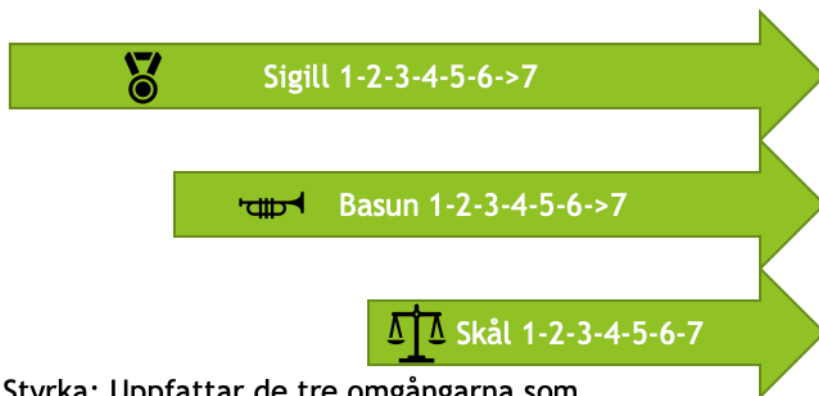 Sigill 1-2-3-4-5-6->7
Basun 1-2-3-4-5-6->7
Skål 1-2-3-4-5-6-7
Styrka: Uppfattar de tre omgångarna som